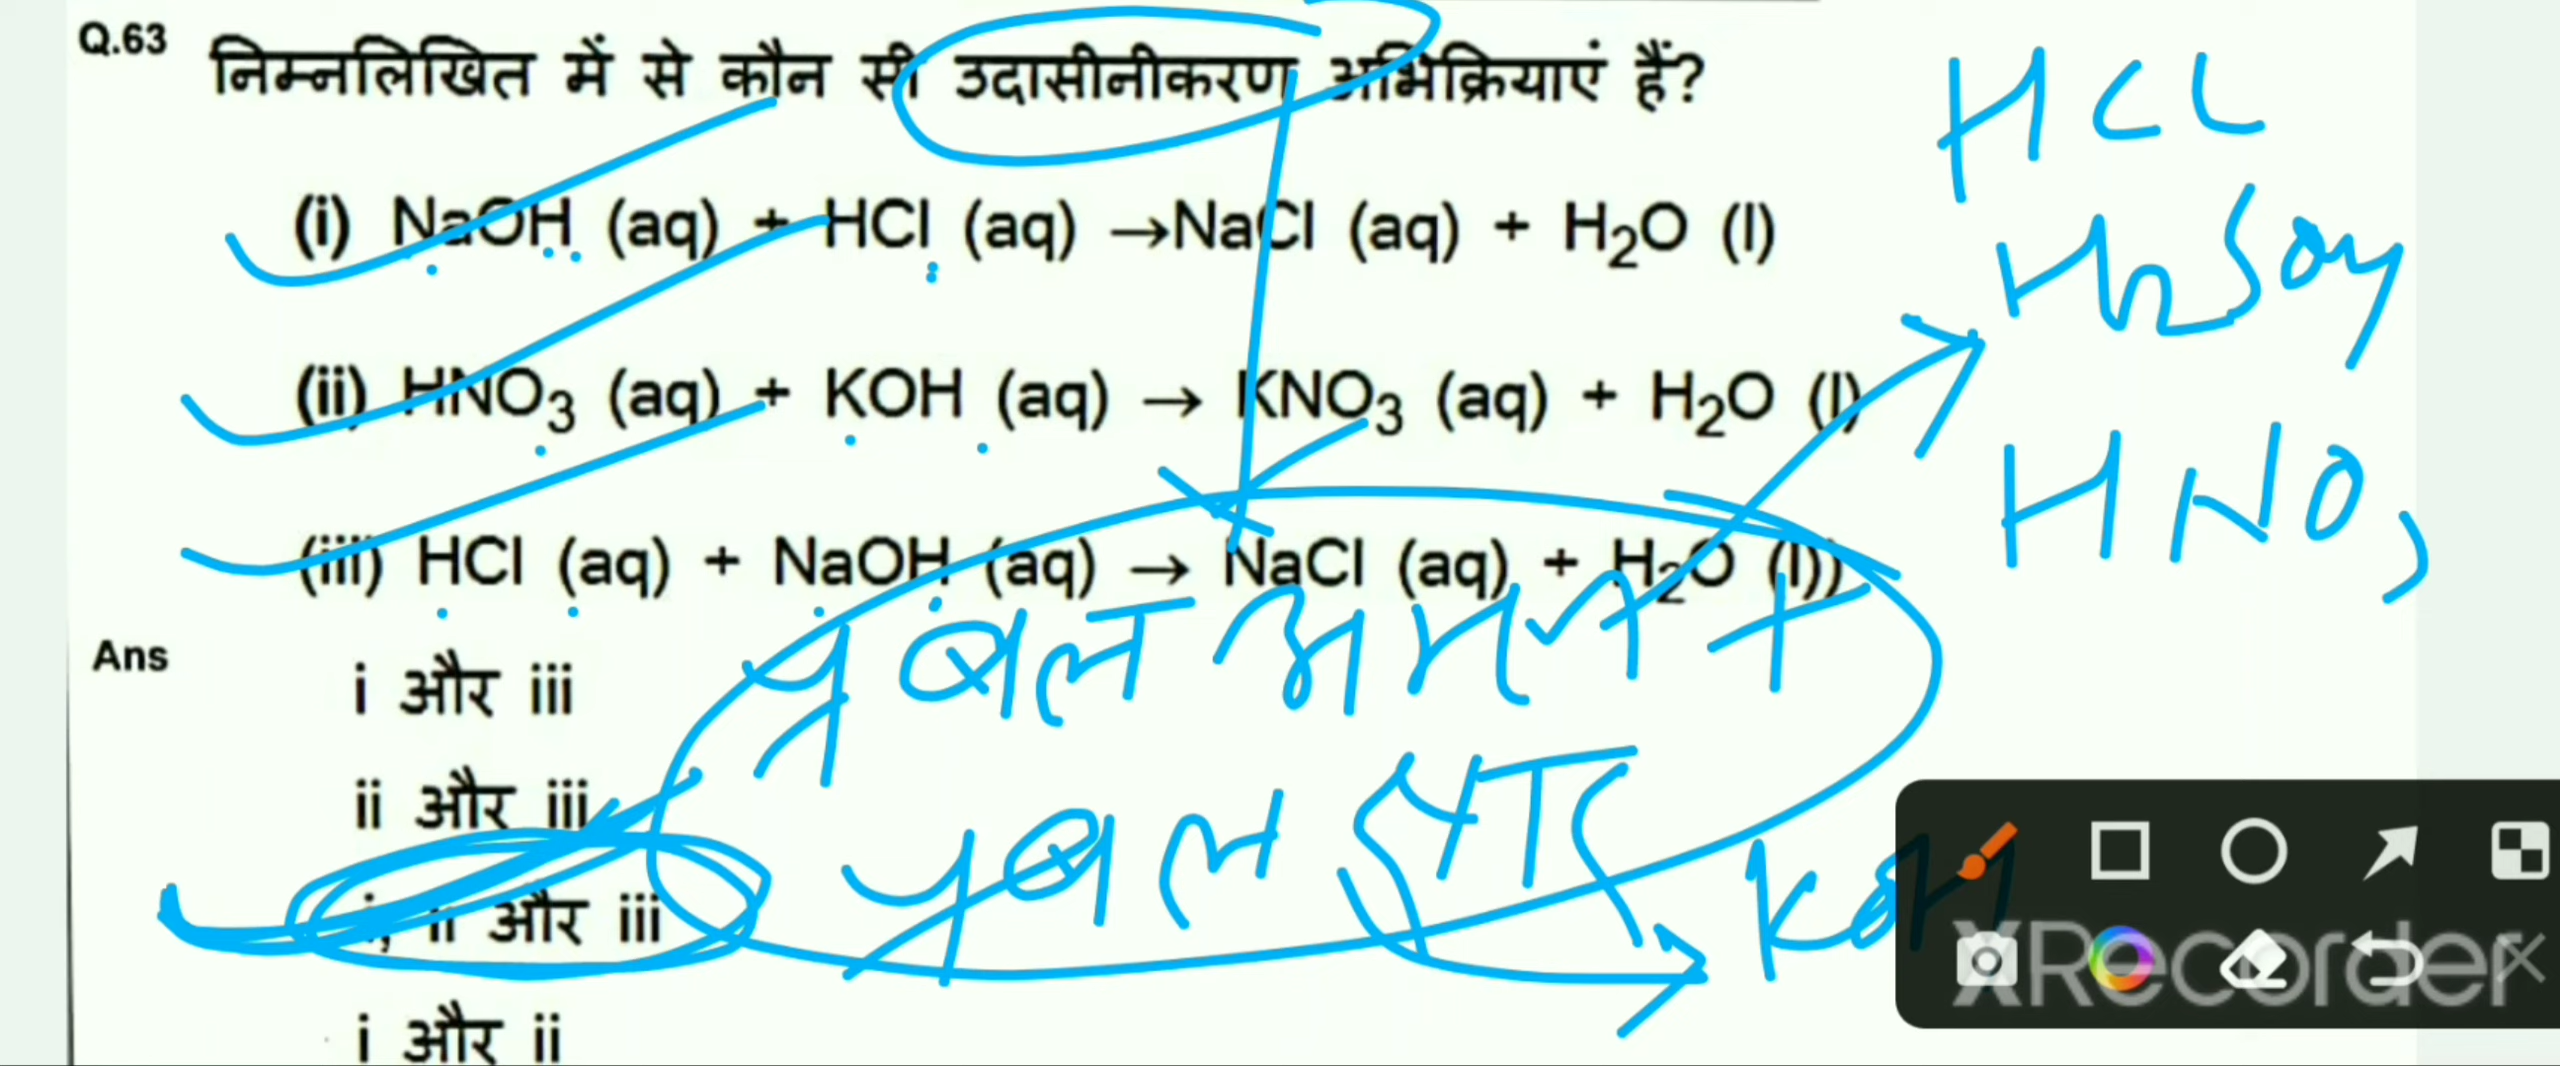 Q.63 निम्नलिखित में से कौन सी उदासीनीकरण अभिक्रियाएं हैं?
(i) NaOH (aq) + HCl (aq) →NaCl (aq) + H₂O (l)
(ii) HNO₃ (aq) + KOH (aq) → KNO₃ (aq) + H₂O (l)
(iii) HCl (aq) + NaOH (aq) → NaCl (aq) + H₂O (l))
Ans
i और iii
ii और iii
i, ii और iii
i और ii
HCL
H2SO4
HNO3
प्रबल अम्ल +
प्रबल क्षार
KOH
XRecorder